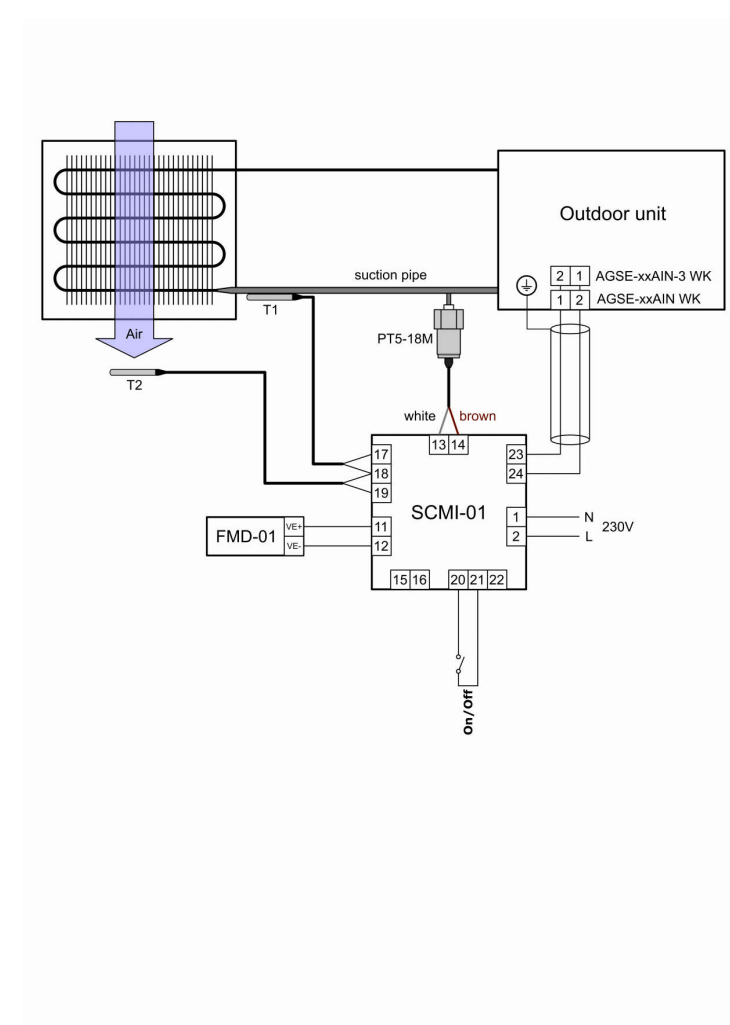 Outdoor unit
suction pipe
2 1 AGSE-xxAIN-3 WK
1 2 AGSE-xxAIN WK
T1
Air
PT5-18M
T2
white brown
13 14
17
18
19
23
24
SCMI-01
FMD-01
VE+
VE-
11
12
1 N
2 L
230V
15 16 20 21 22
On/Off